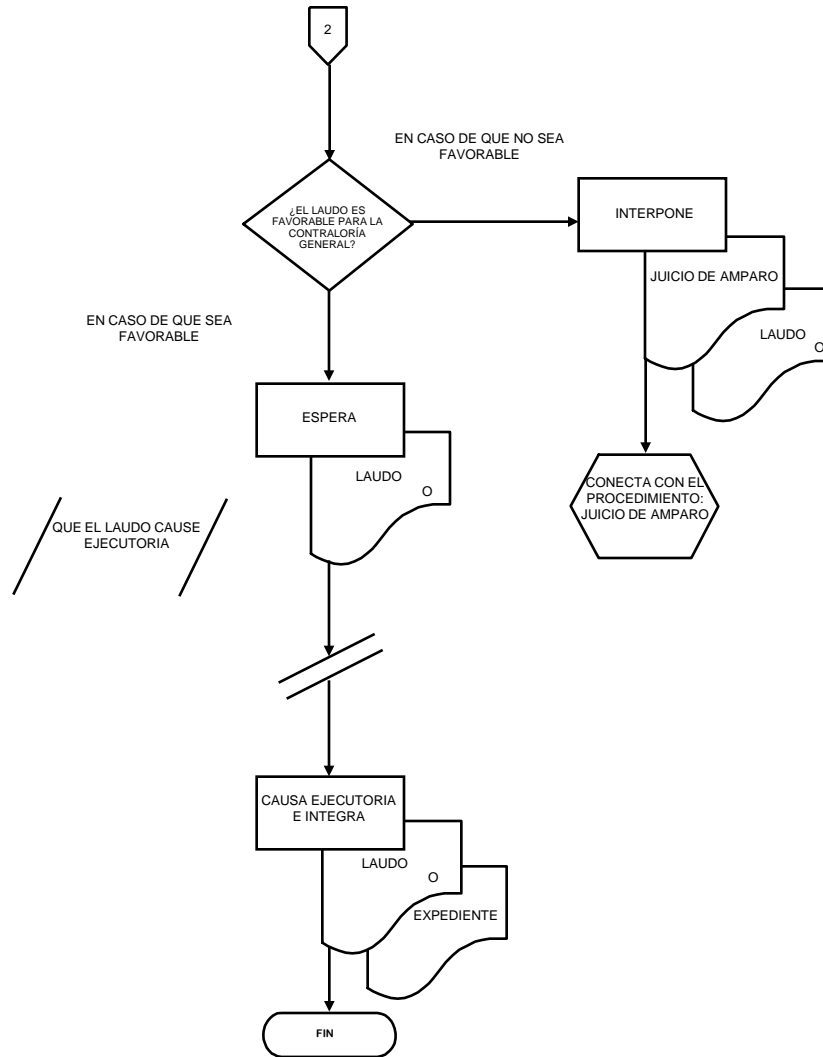 2
EN CASO DE QUE NO SEA
FAVORABLE
¿EL LAUDO ES
FAVORABLE PARA LA
CONTRALORÍA
GENERAL?
INTERPONE
JUICIO DE AMPARO
LAUDO
O
EN CASO DE QUE SEA
FAVORABLE
ESPERA
LAUDO
O
CONECTA CON EL
PROCEDIMIENTO:
JUICIO DE AMPARO
QUE EL LAUDO CAUSE
EJECUTORIA
CAUSA EJECUTORIA
E INTEGRA
LAUDO
O
EXPEDIENTE
FIN